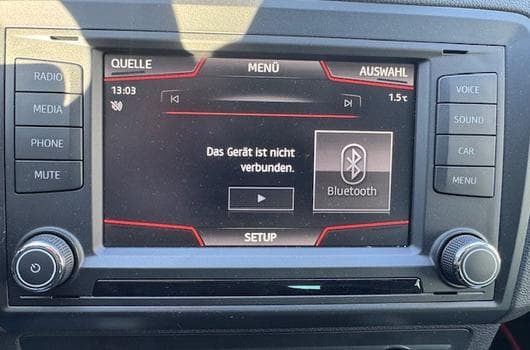 QUELLE
MENÜ
AUSWAHL
13:03
1.5°C
Das Gerät ist nicht
verbunden.
Bluetooth
SETUP
RADIO
MEDIA
PHONE
MUTE
VOICE
SOUND
CAR
MENU